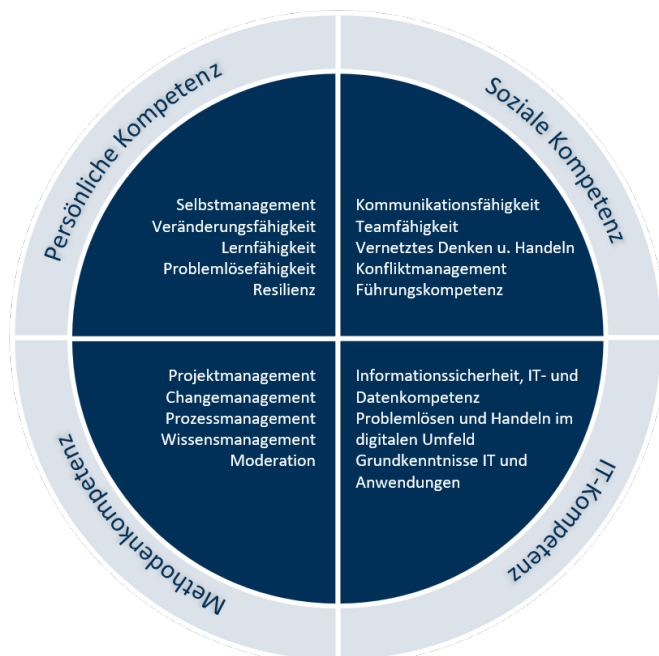 Persönliche Kompetenz
Selbstmanagement
Veränderungsfähigkeit
Lernfähigkeit
Problemlösefähigkeit
Resilienz
Soziale Kompetenz
Kommunikationsfähigkeit
Teamfähigkeit
Vernetztes Denken u. Handeln
Konfliktmanagement
Führungskompetenz
Methodenkompetenz
Projektmanagement
Changemanagement
Prozessmanagement
Wissensmanagement
Moderation
IT-Kompetenz
Informationssicherheit, IT- und
Datenkompetenz
Problemlösen und Handeln im
digitalen Umfeld
Grundkenntnisse IT und
Anwendungen